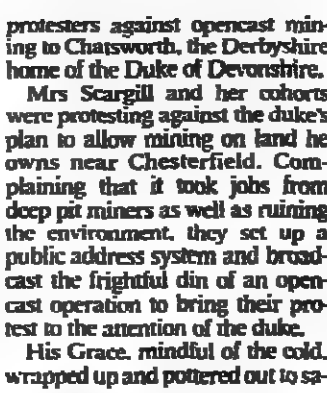 protesters against opencast min-
ing to Chatsworth, the Derbyshire
home of the Duke of Devonshire.
Mrs Scargill and her cohorts
were protesting against the duke's
plan to allow mining on land he
owns near Chesterfield. Com-
plaining that it took jobs from
deep pit miners as well as ruining
the environment, they set up a
public address system and broad-
cast the frightful din of an open-
cast operation to bring their pro-
test to the attention of the duke.
His Grace, mindful of the cold,
wrapped up and pottered out to sa-